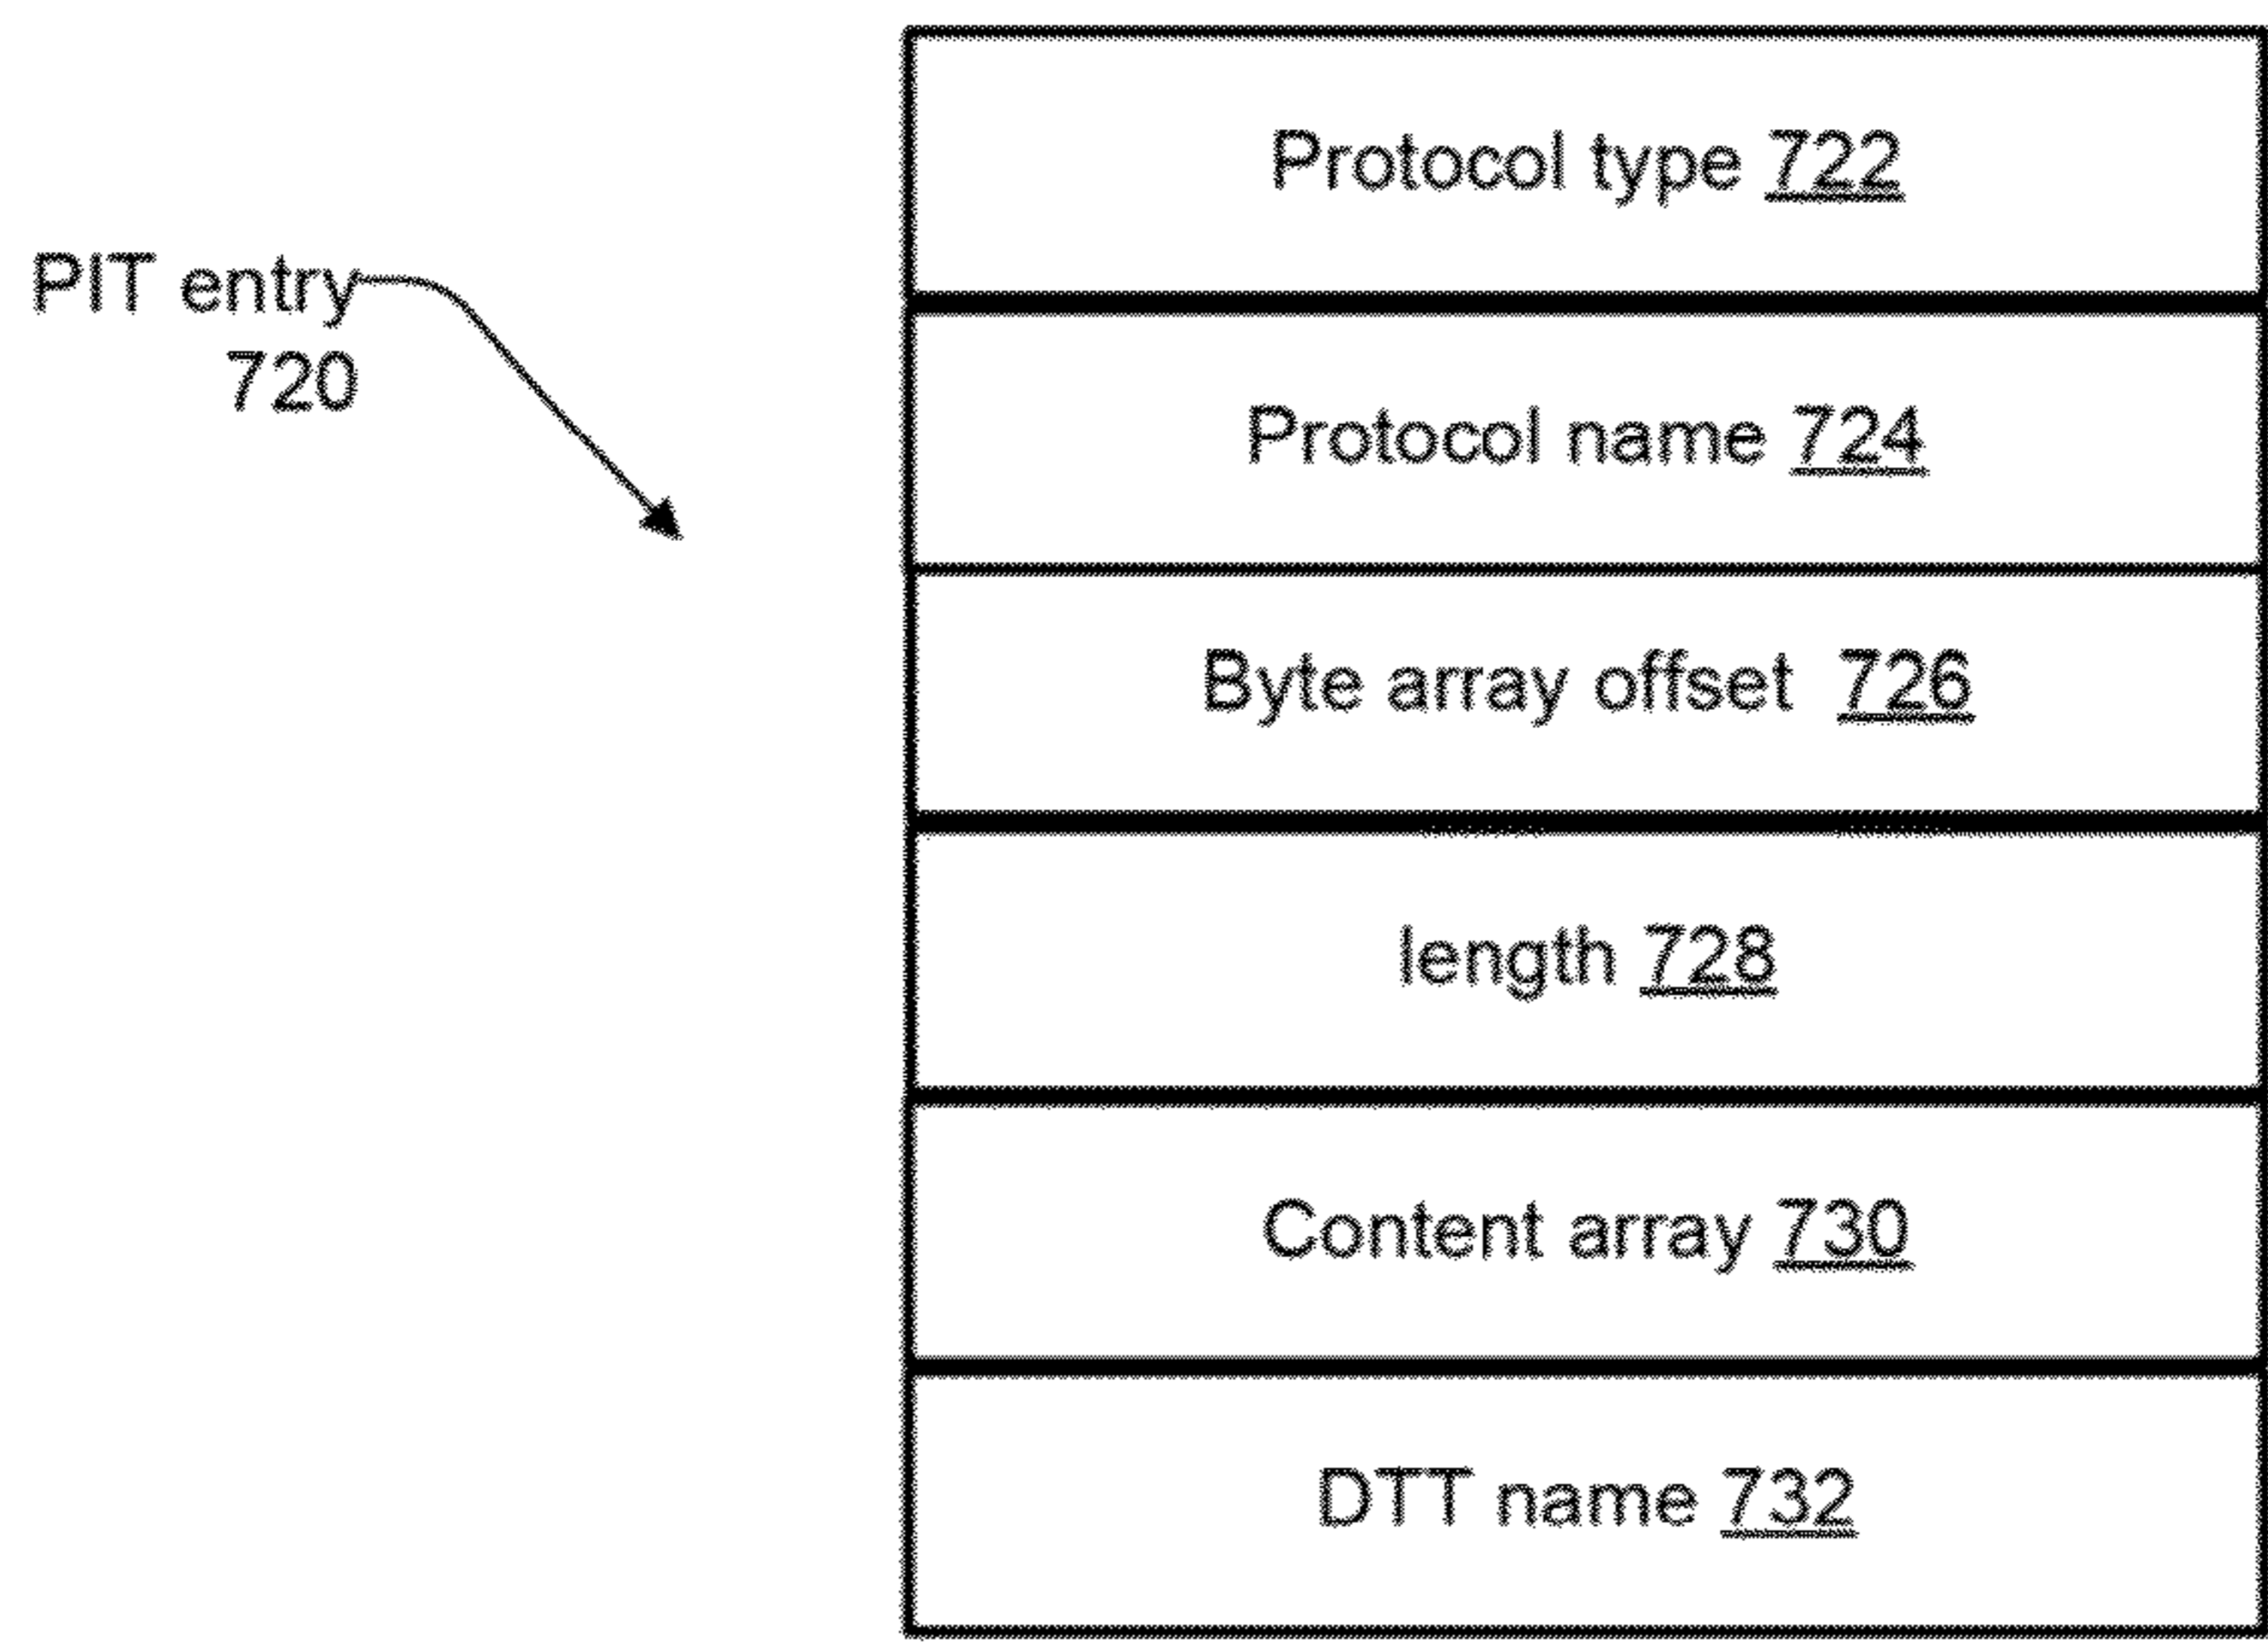 PIT entry
720
Protocol type 722
Protocol name 724
Byte array offset 726
length 728
Content array 730
DTT name 732